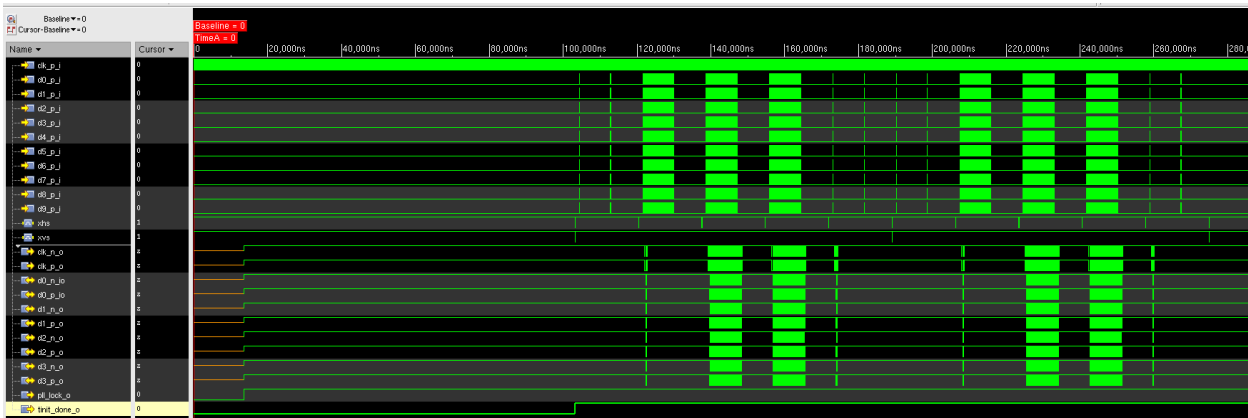 Baseline▼=0
Cursor-Baseline▼=0
Baseline = 0
TimeA = 0
Name▼ Cursor▼ 0 20,000ns 40,000ns 60,000ns 80,000ns 100,000ns 120,000ns 140,000ns 160,000ns 180,000ns 200,000ns 220,000ns 240,000ns 260,000ns 280,0
clk_p_i 0
d0_p_i 0
d1_p_i 0
d2_p_i 0
d3_p_i 0
d4_p_i 0
d5_p_i 0
d6_p_i 0
d7_p_i 0
d8_p_i 0
d9_p_i 0
xhs 1
xvs 1
clk_n_o z
clk_p_o z
d0_n_io z
d0_p_io z
d1_n_o z
d1_p_o z
d2_n_o z
d2_p_o z
d3_n_o z
d3_p_o z
pll_lock_o 0
tinit_done_o 0